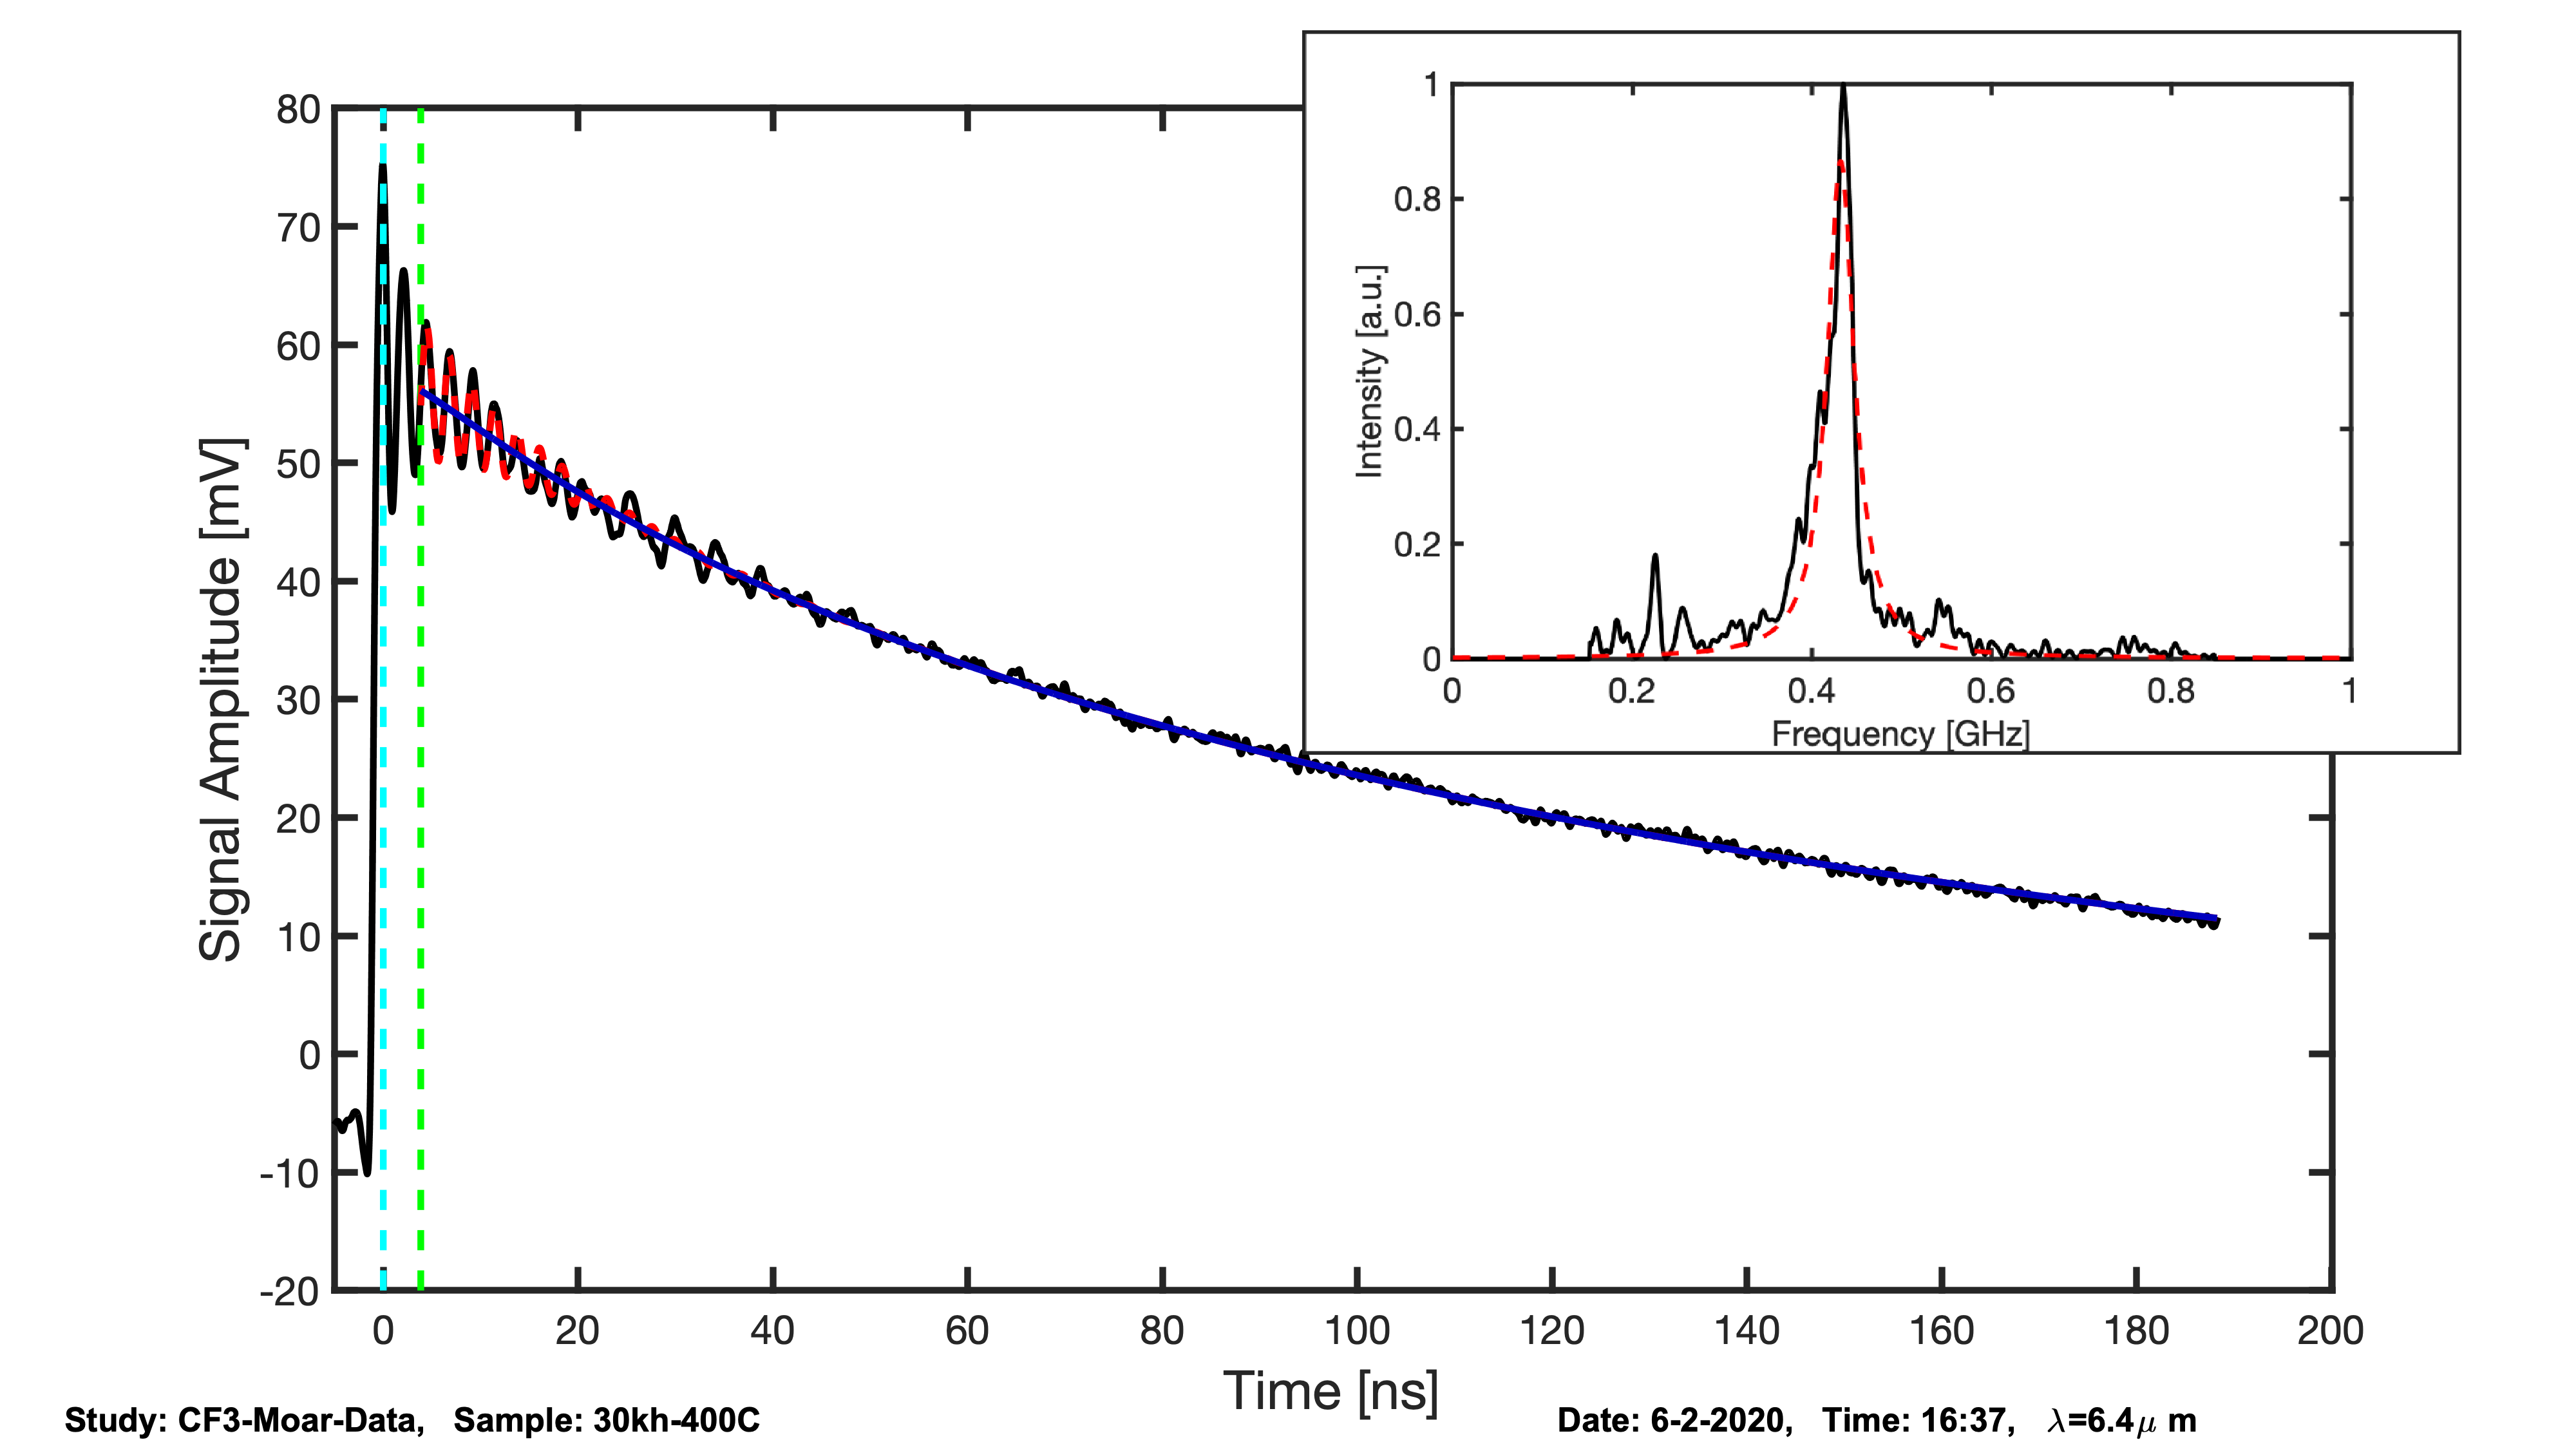 80
70
60
50
40
30
20
10
0
-10
-20
Signal Amplitude [mV]
0 20 40 60 80 100 120 140 160 180 200
Time [ns]
1
0.8
0.6
0.4
0.2
0
Intensity [a.u.]
0 0.2 0.4 0.6 0.8 1
Frequency [GHz]
Study: CF3-Moar-Data, Sample: 30kh-400C
Date: 6-2-2020, Time: 16:37, λ=6.4μ m